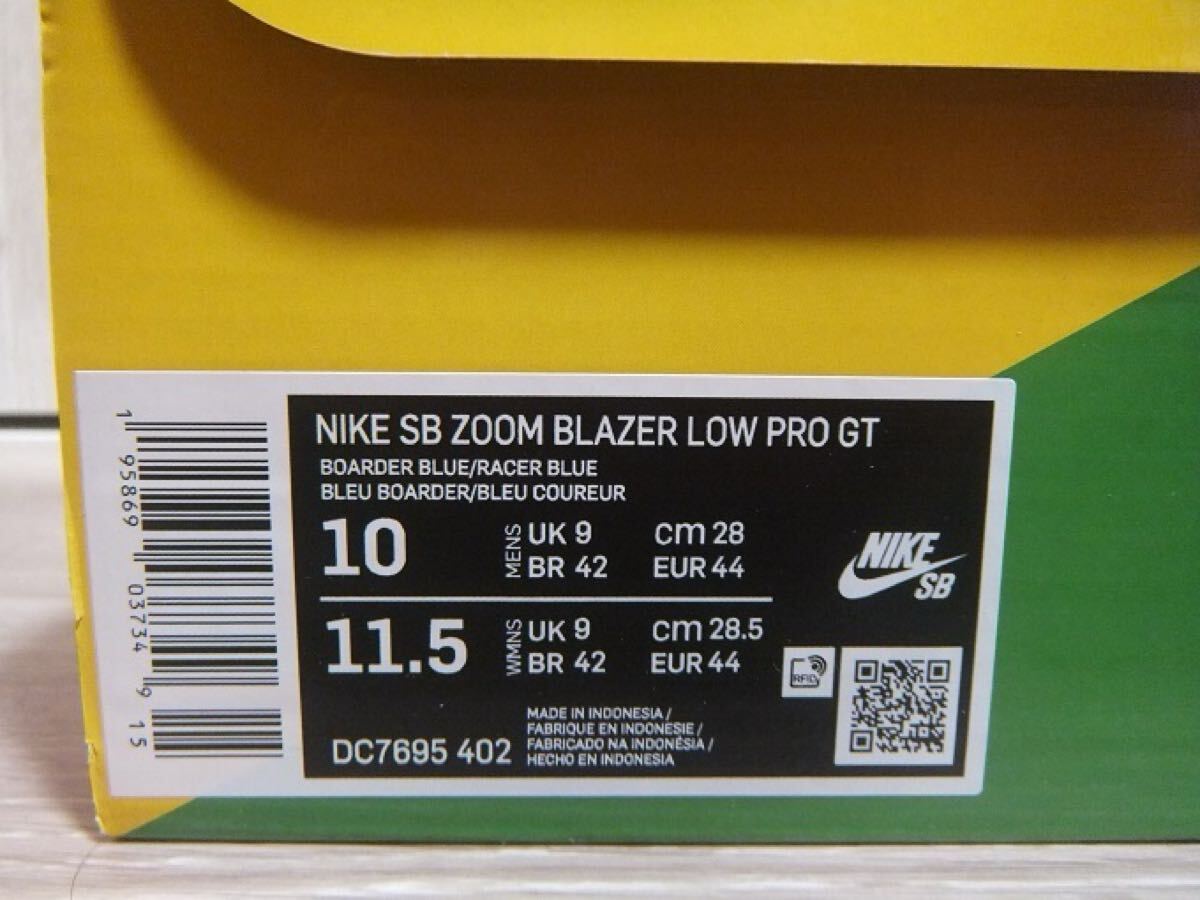 1 95869 03734 9 15
NIKE SB ZOOM BLAZER LOW PRO GT
BOARDER BLUE/RACER BLUE
BLEU BOARDER/BLEU COUREUR
10 MENS UK 9 cm 28
BR 42 EUR 44
11.5 WMNS UK 9 cm 28.5
BR 42 EUR 44
NIKE
SB
RFID
DC7695 402
MADE IN INDONESIA /
FABRIQUE EN INDONESIE /
FABRICADO NA INDONÉSIA /
HECHO EN INDONESIA